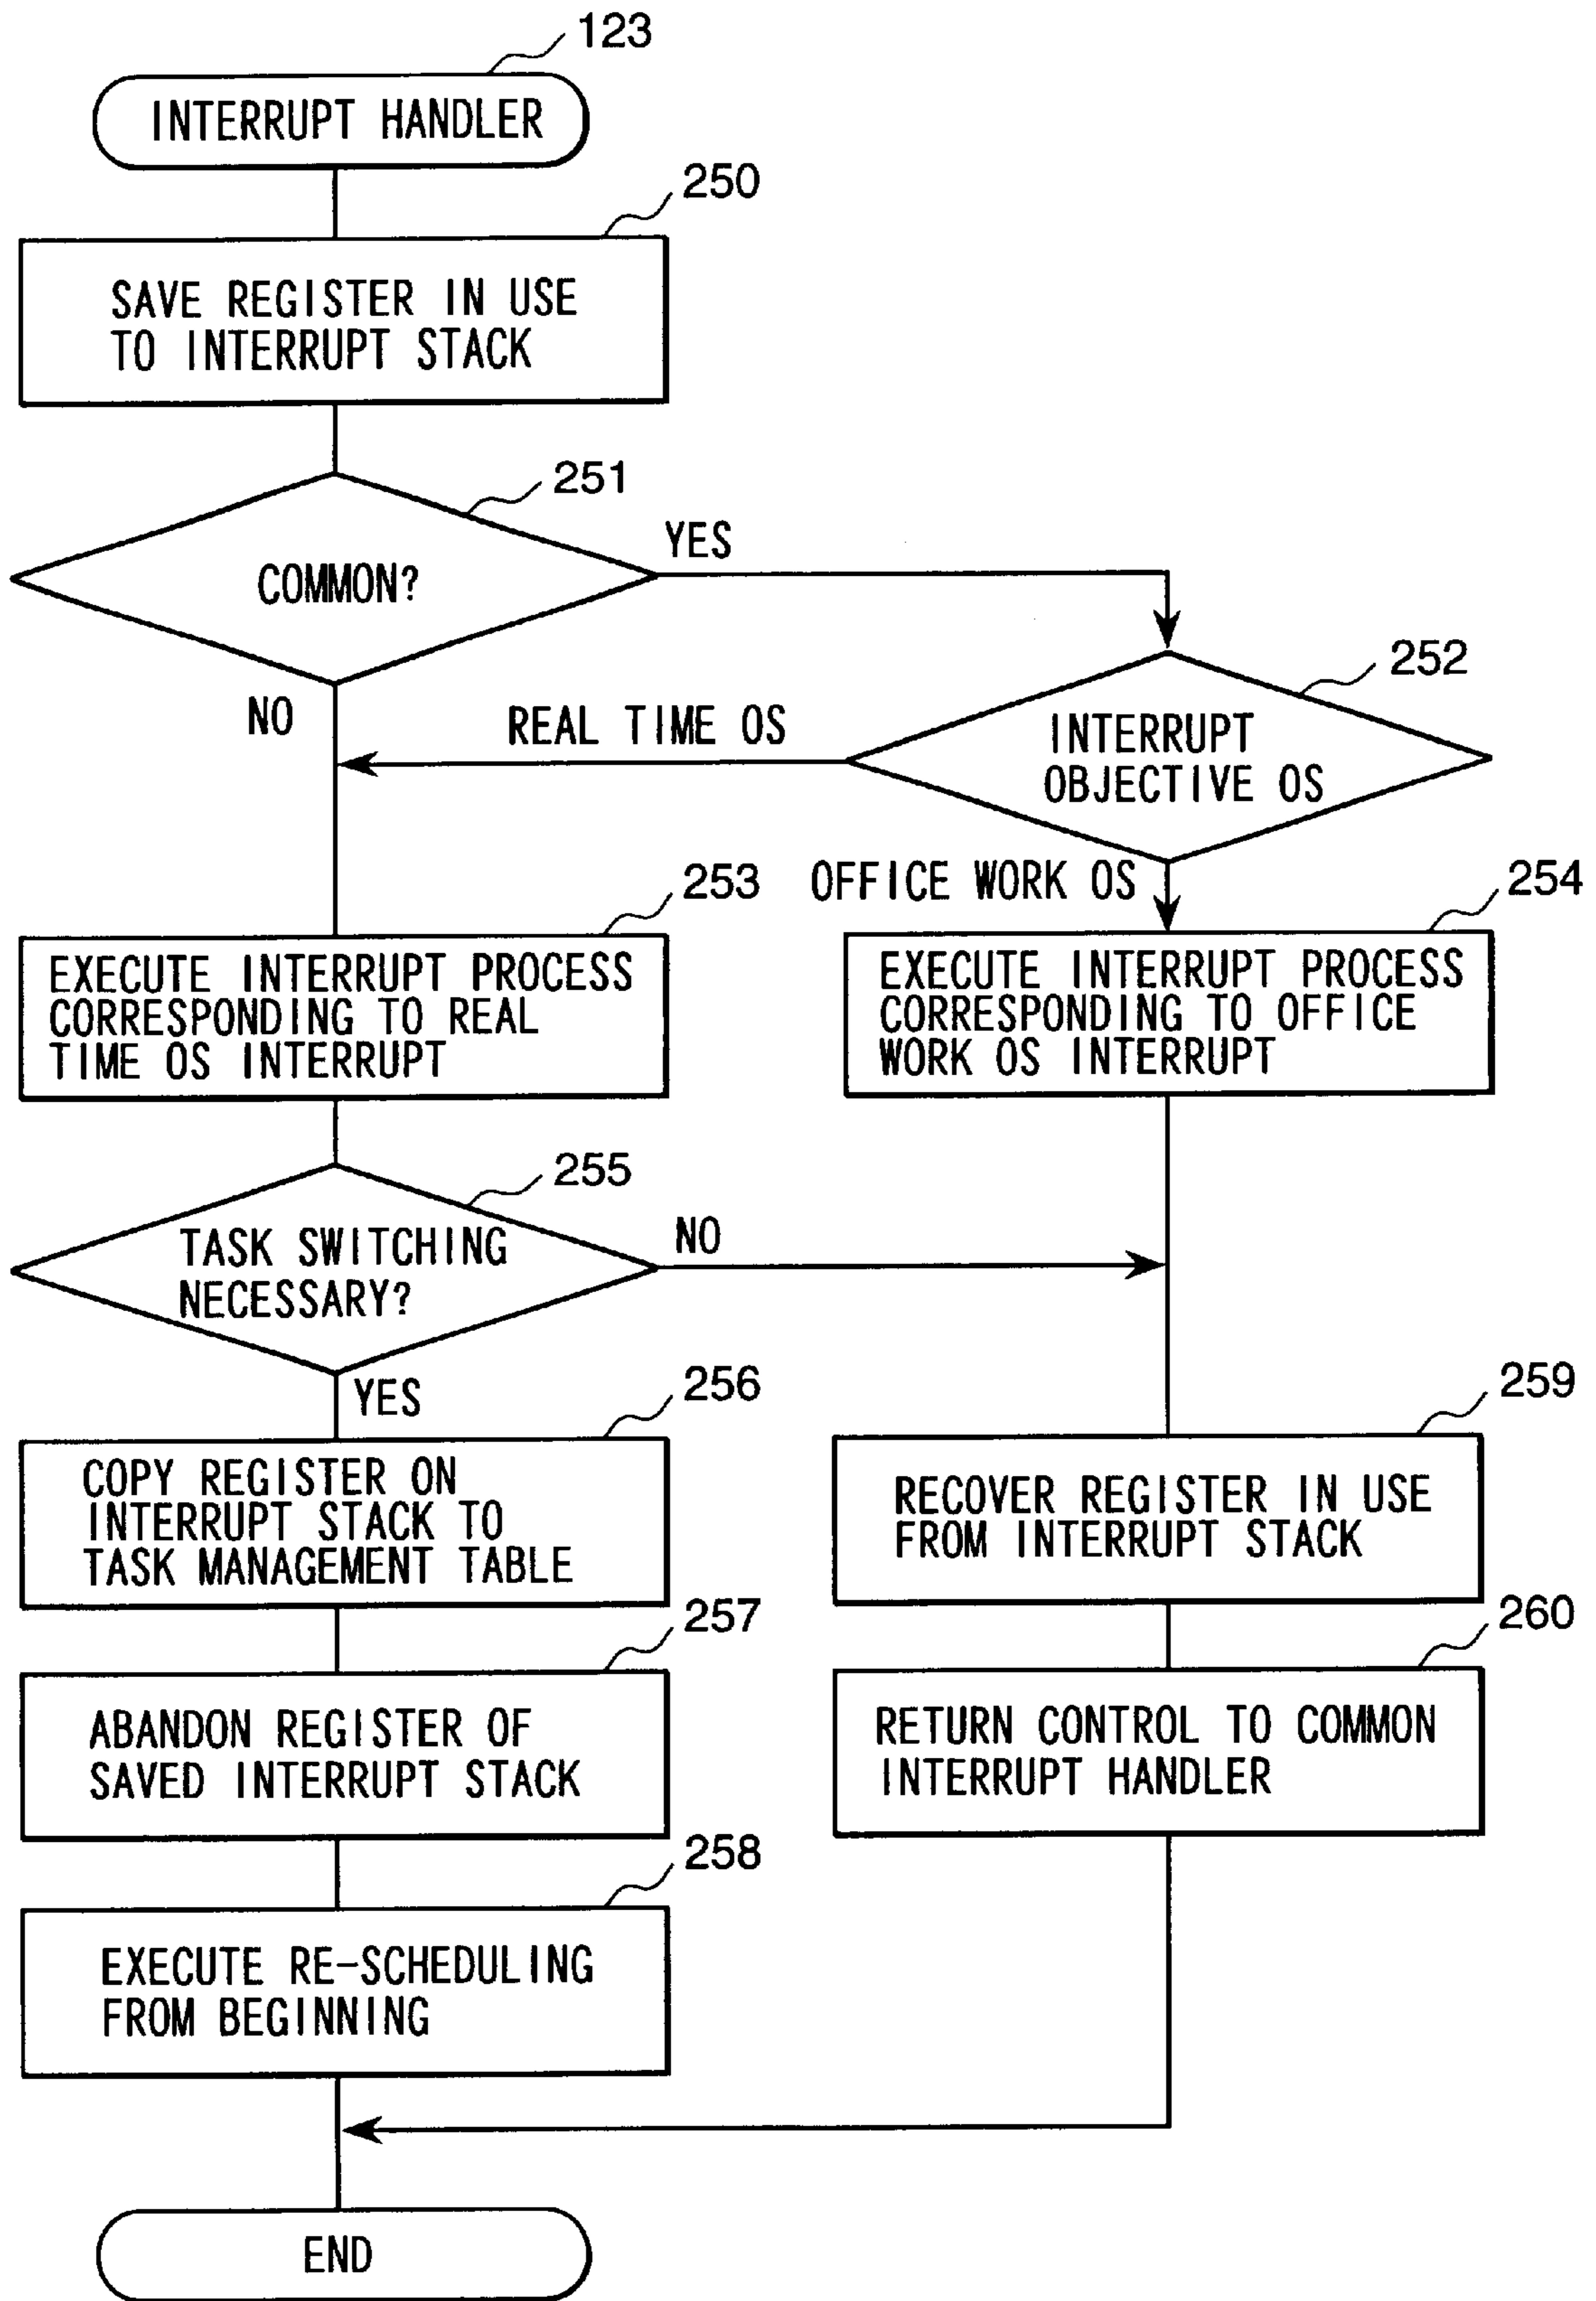 123
INTERRUPT HANDLER
250
SAVE REGISTER IN USE
TO INTERRUPT STACK
251
COMMON?
YES
NO
252
INTERRUPT
OBJECTIVE OS
REAL TIME OS
OFFICE WORK OS
253
EXECUTE INTERRUPT PROCESS
CORRESPONDING TO REAL
TIME OS INTERRUPT
254
EXECUTE INTERRUPT PROCESS
CORRESPONDING TO OFFICE
WORK OS INTERRUPT
255
TASK SWITCHING
NECESSARY?
NO
YES
256
COPY REGISTER ON
INTERRUPT STACK TO
TASK MANAGEMENT TABLE
259
RECOVER REGISTER IN USE
FROM INTERRUPT STACK
257
ABANDON REGISTER OF
SAVED INTERRUPT STACK
260
RETURN CONTROL TO COMMON
INTERRUPT HANDLER
258
EXECUTE RE-SCHEDULING
FROM BEGINNING
END